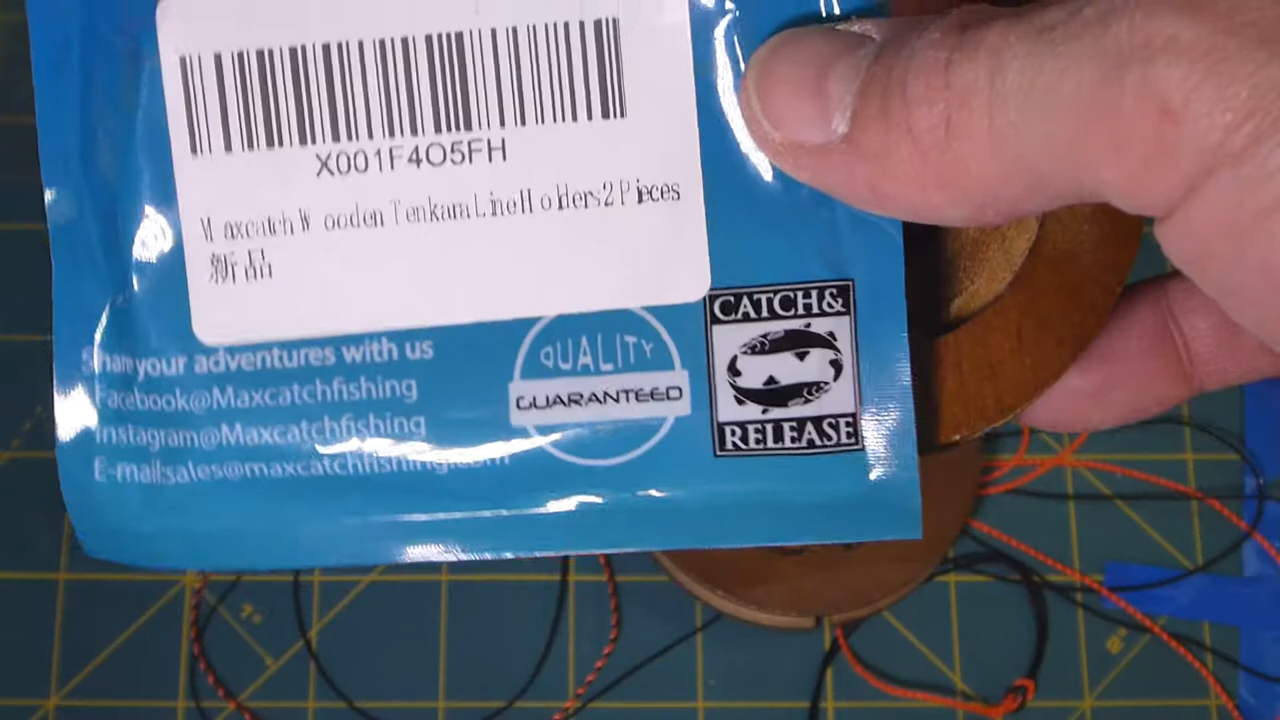 X001F4O5FH
Maxcatch Wooden Tenkara Line Holders 2 Pieces
新品
Share your adventures with us
Facebook@Maxcatchfishing
Instagram@Maxcatchfishing
E-mail:sales@maxcatchfishing.com
QUALITY
GUARANTEED
CATCH&
RELEASE